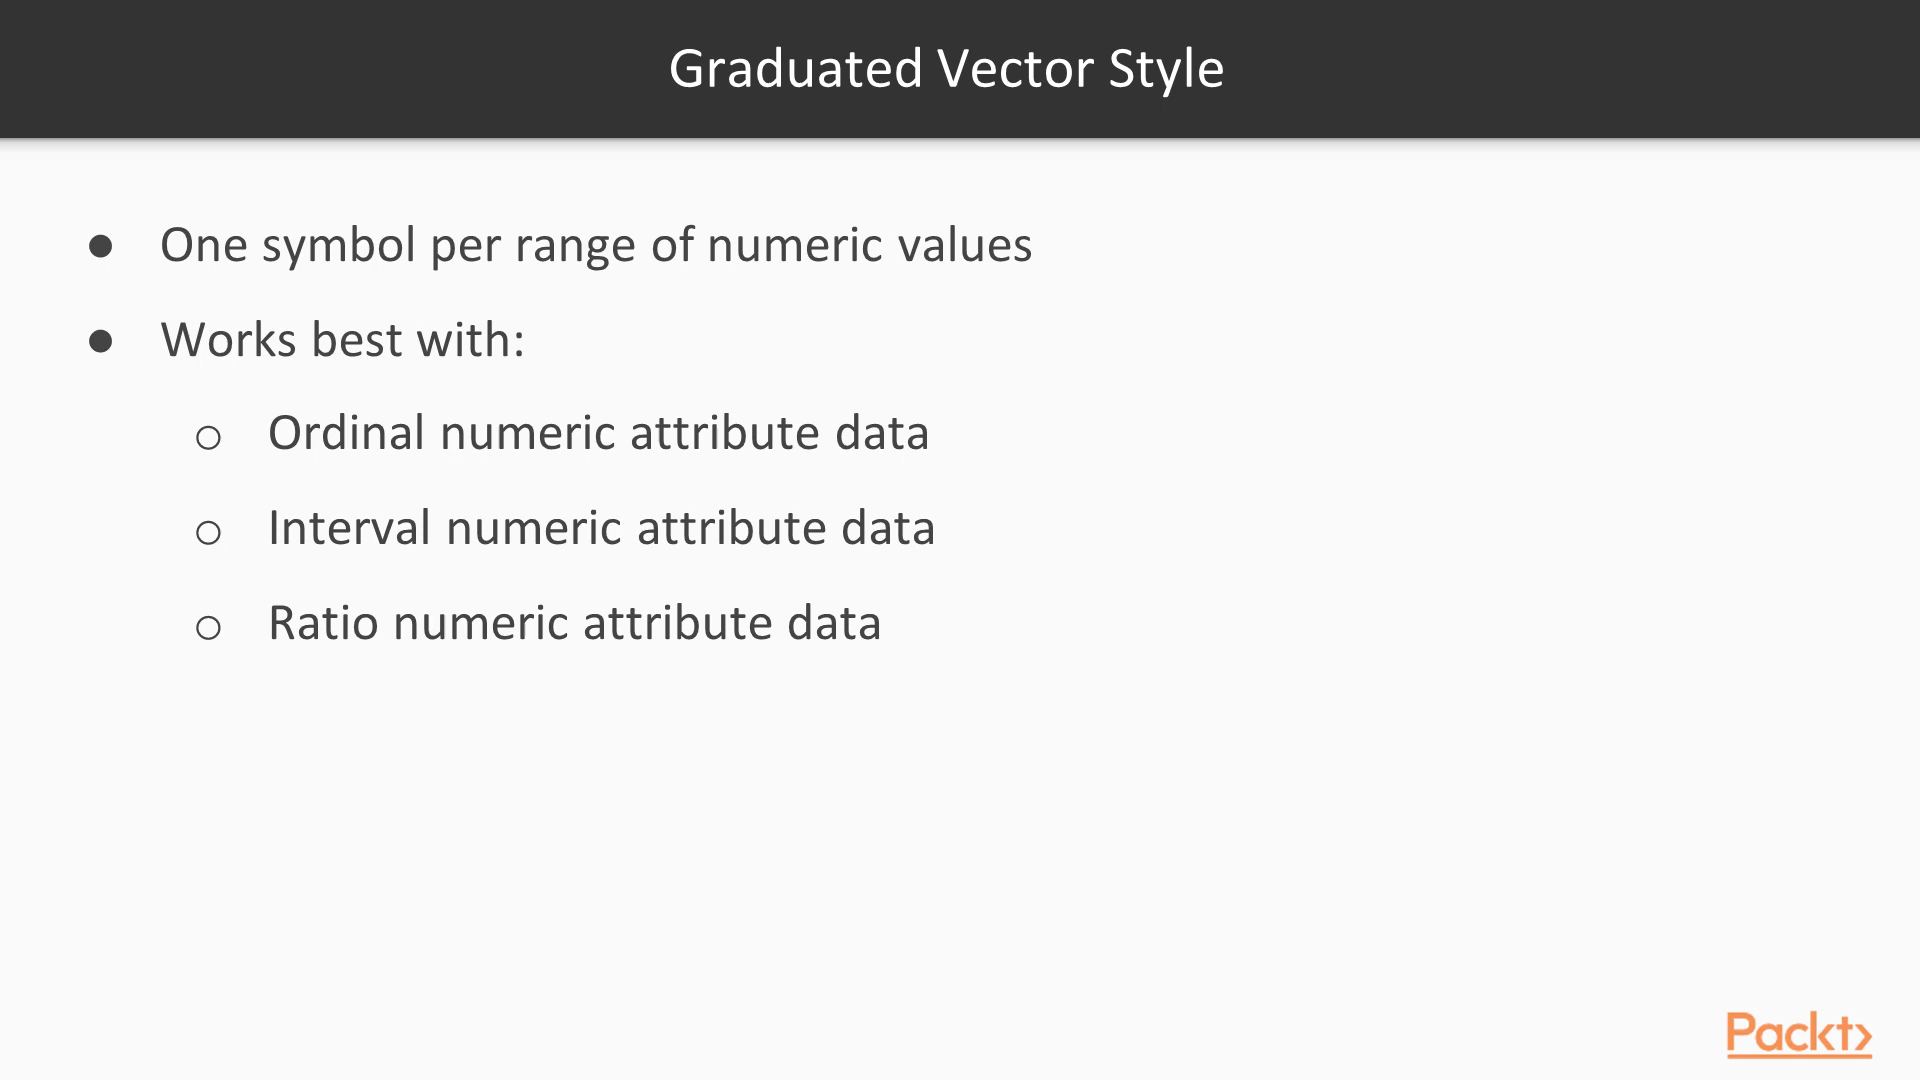 Graduated Vector Style
● One symbol per range of numeric values
● Works best with:
○ Ordinal numeric attribute data
○ Interval numeric attribute data
○ Ratio numeric attribute data
Packt>